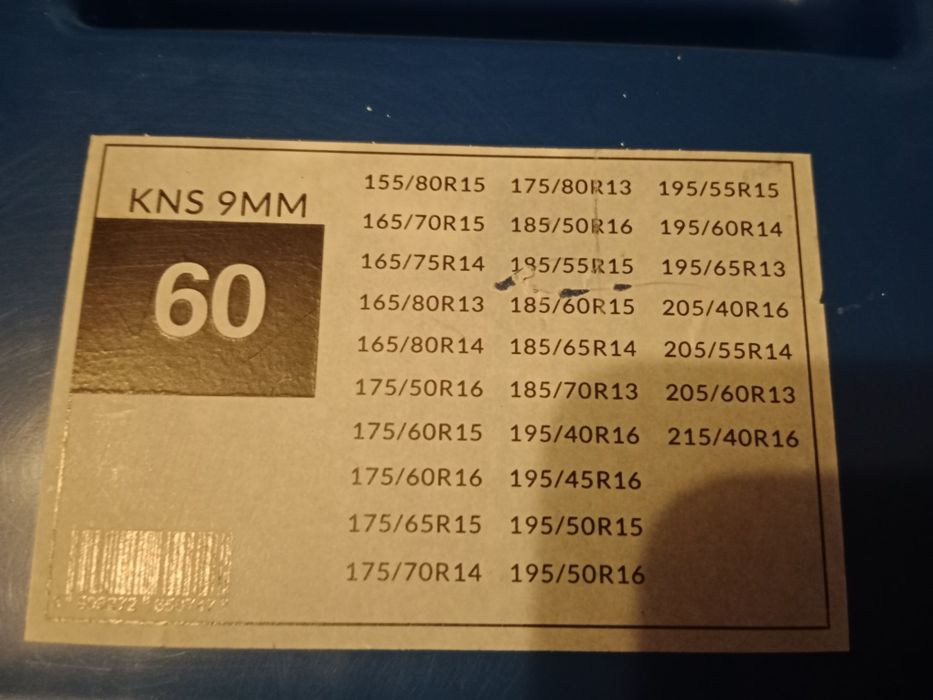 KNS 9MM
60
155/80R15 175/80R13 195/55R15
165/70R15 185/50R16 195/60R14
165/75R14 185/55R15 195/65R13
165/80R13 185/60R15 205/40R16
165/80R14 185/65R14 205/55R14
175/50R16 185/70R13 205/60R13
175/60R15 195/40R16 215/40R16
175/60R16 195/45R16
175/65R15 195/50R15
175/70R14 195/50R16